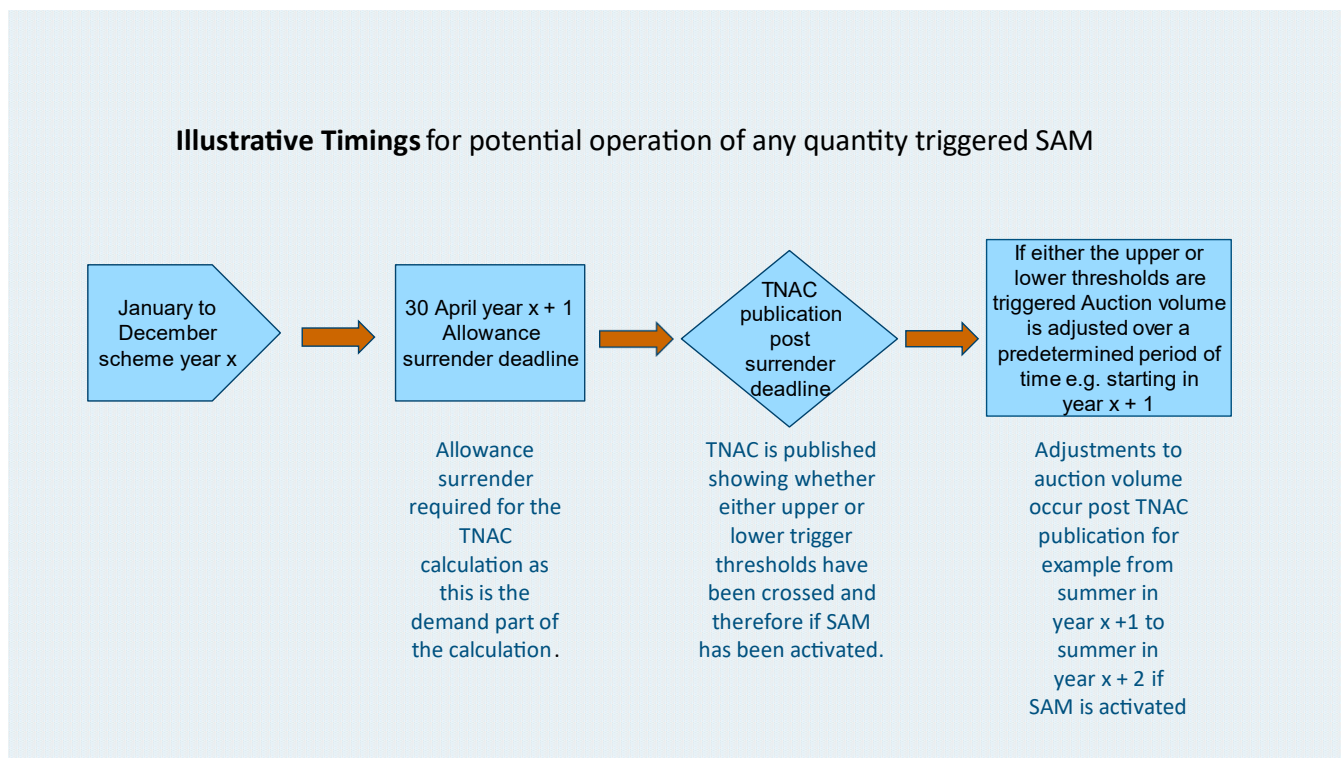 Illustrative Timings for potential operation of any quantity triggered SAM
January to
December
scheme year x
30 April year x + 1
Allowance
surrender deadline
TNAC
publication
post
surrender
deadline
If either the upper or
lower thresholds are
triggered Auction volume
is adjusted over a
predetermined period of
time e.g. starting in
year x + 1
Allowance
surrender
required for the
TNAC
calculation as
this is the
demand part of
the calculation.
TNAC is published
showing whether
either upper or
lower trigger
thresholds have
been crossed and
therefore if SAM
has been activated.
Adjustments to
auction volume
occur post TNAC
publication for
example from
summer in
year x +1 to
summer in
year x + 2 if
SAM is activated